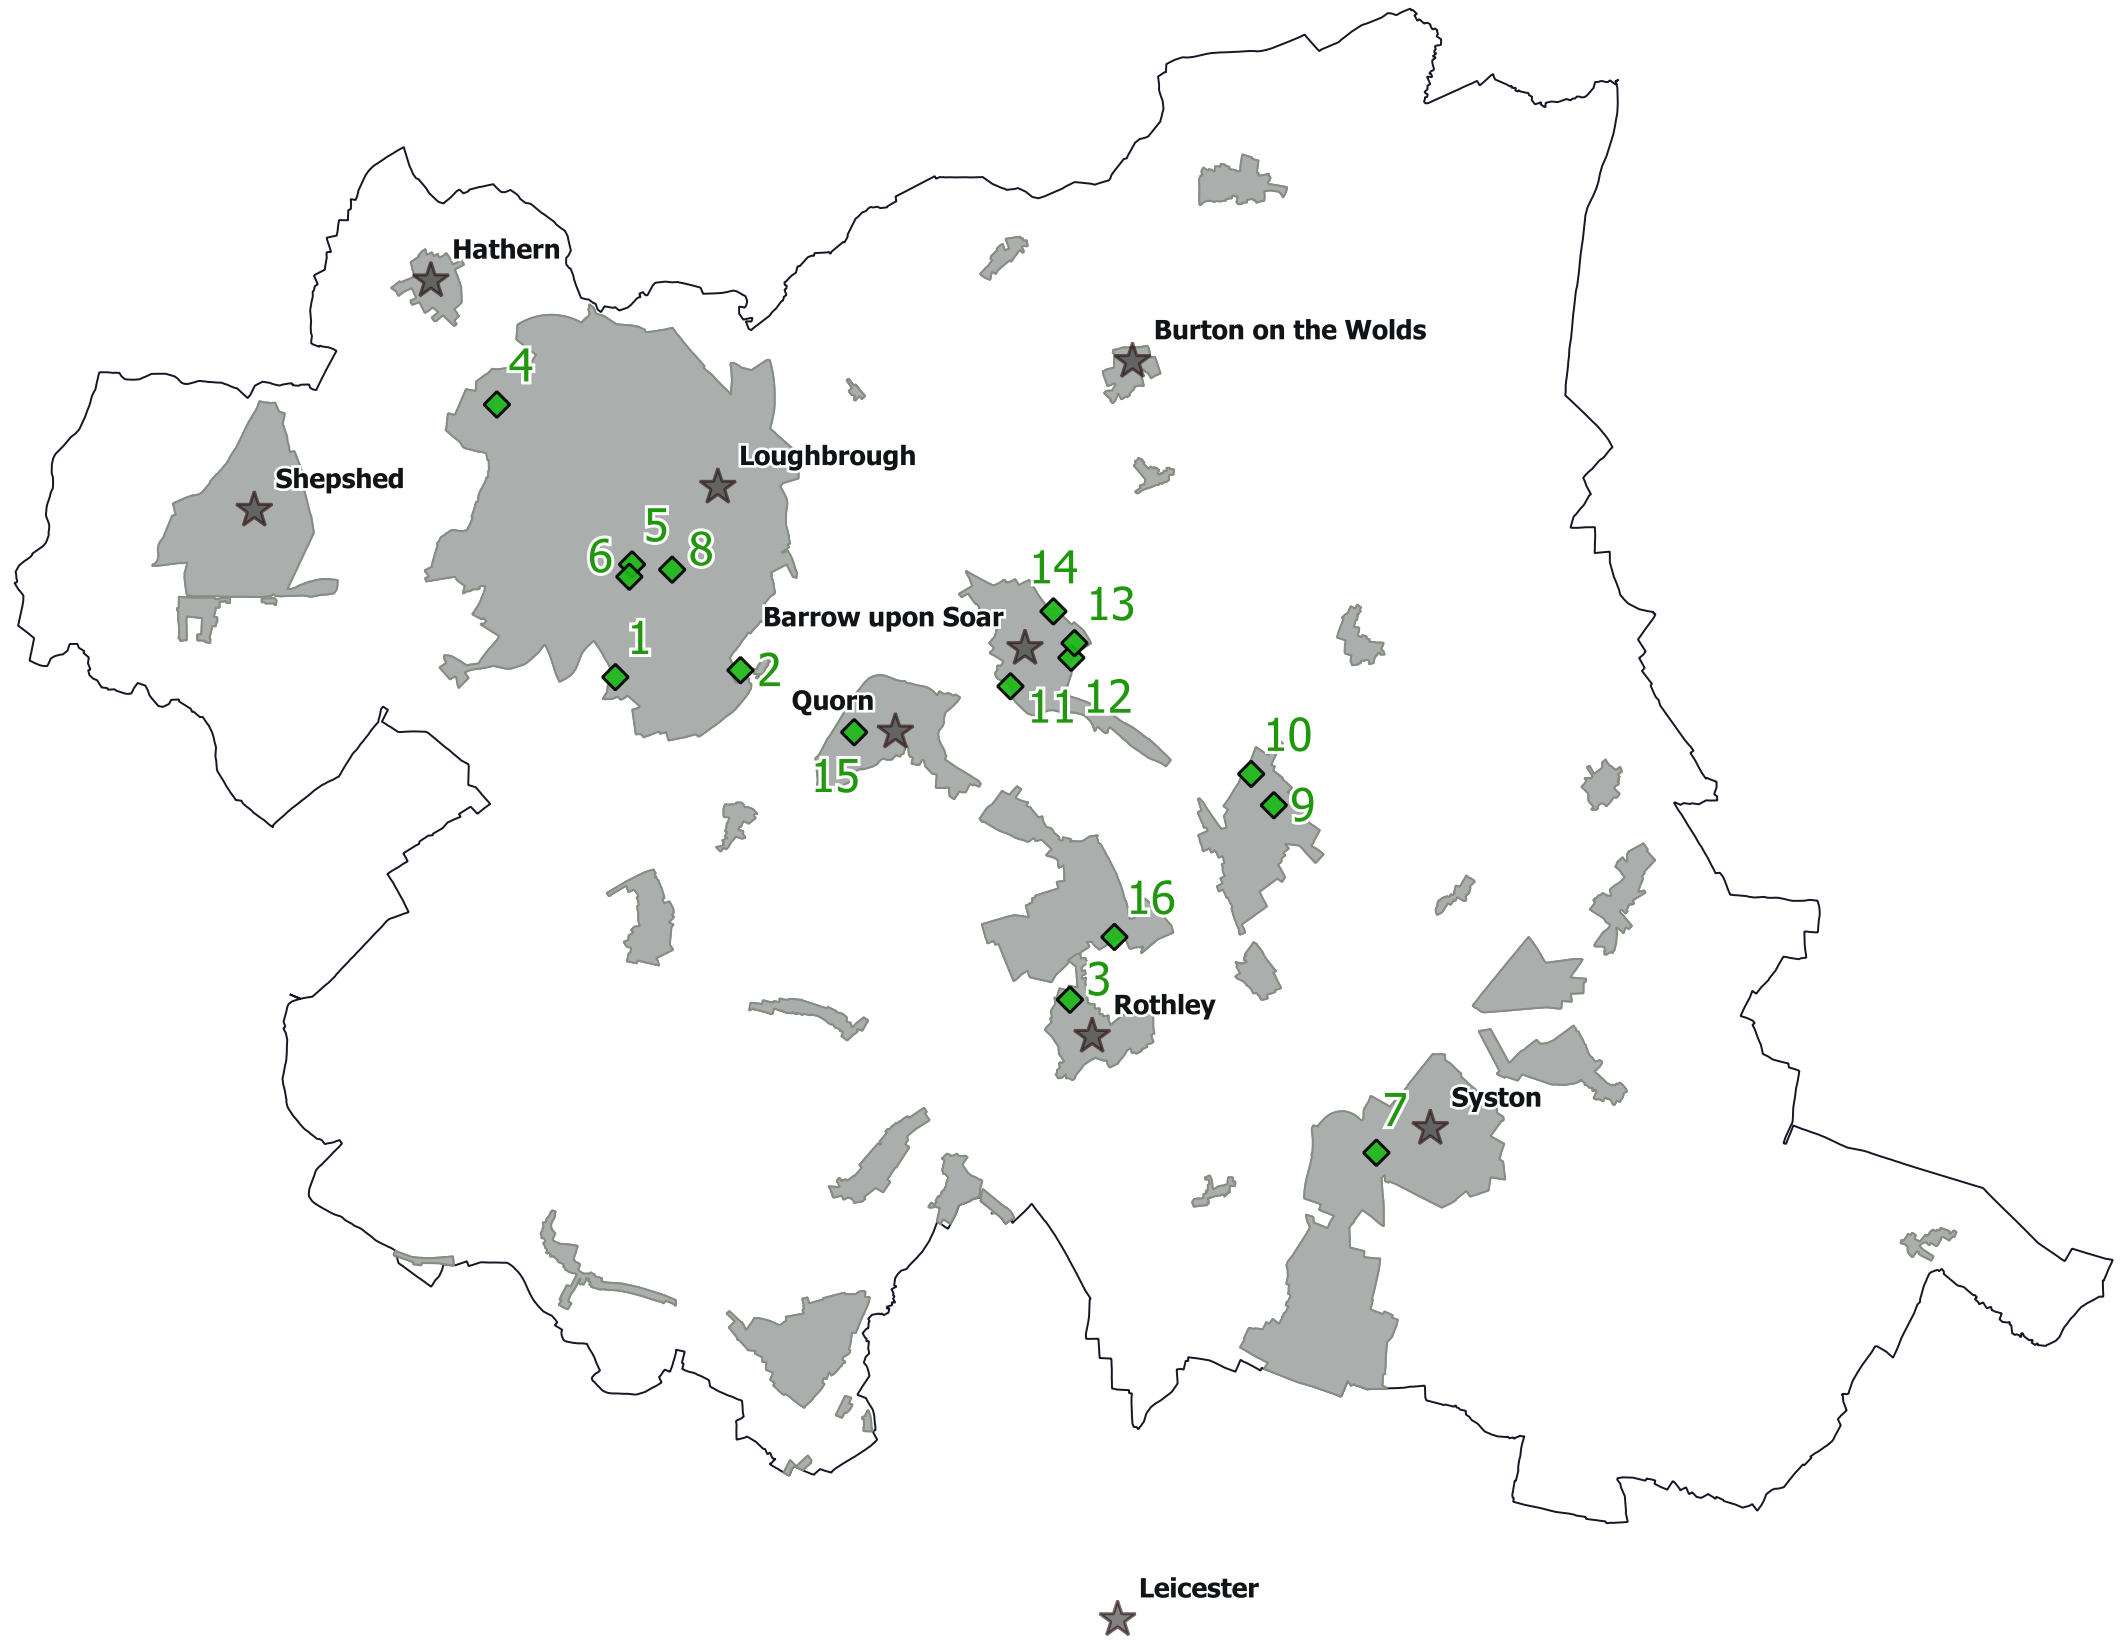 Hathern
Burton on the Wolds
4
Loughbrough
Shepshed
5
6
8
14
13
Barrow upon Soar
1
2
Quorn
11
12
10
15
9
16
3
Rothley
Syston
7
Leicester